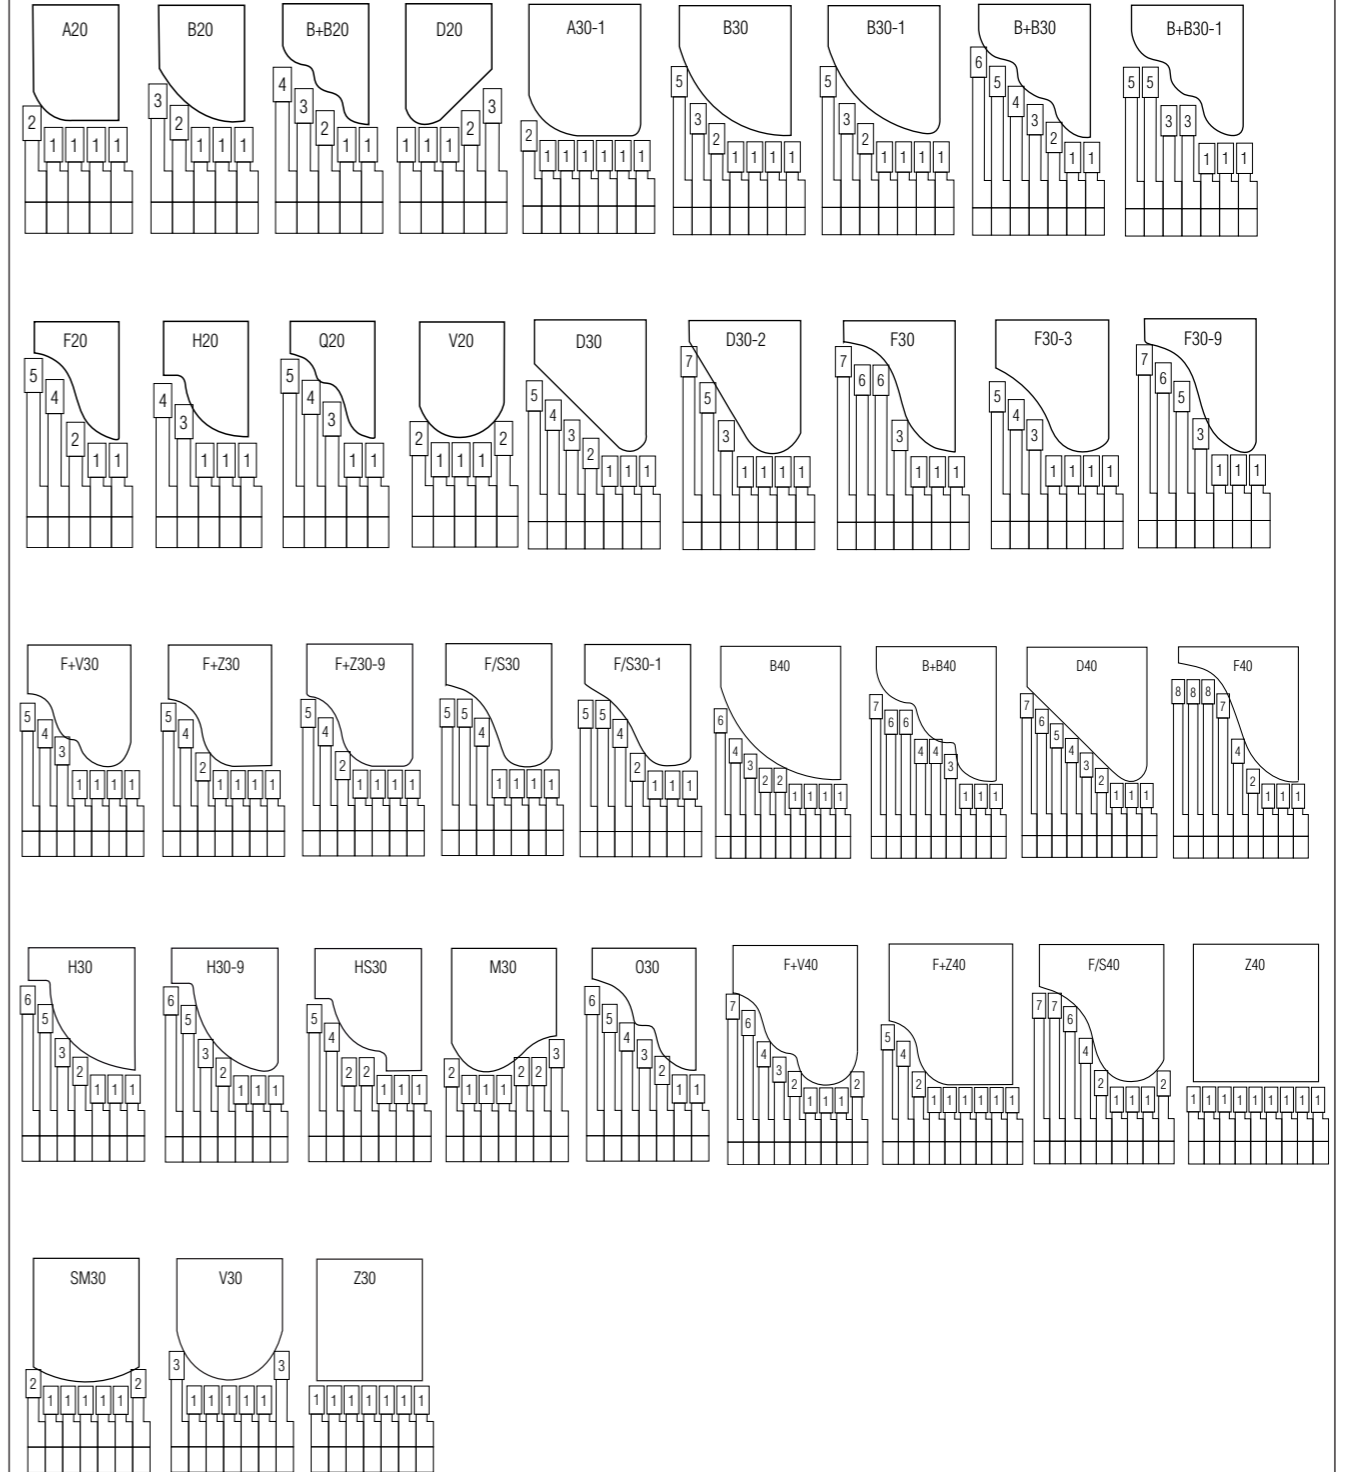 A20 B20 B+B20 D20 A30-1 B30 B30-1 B+B30 B+B30-1
2 1 1 1 1
3 2 1 1 1
4 3 2 1 1
1 1 1 2 3
2 1 1 1 1 1 1
5 3 2 1 1 1 1
5 3 2 1 1 1 1
6 5 4 3 2 1 1
5 5 3 3 1 1 1
F20 H20 Q20 V20 D30 D30-2 F30 F30-3 F30-9
5 4 2 1 1
4 3 1 1 1
5 4 3 1 1
2 1 1 1 2
5 4 3 2 1 1 1
7 5 3 1 1 1 1
7 6 6 3 1 1 1
5 4 3 1 1 1 1
7 6 5 3 1 1 1
F+V30 F+Z30 F+Z30-9 F/S30 F/S30-1 B40 B+B40 D40 F40
5 4 3 1 1 1 1
5 4 2 1 1 1 1
5 4 2 1 1 1 1
5 5 4 1 1 1 1
5 5 4 2 1 1 1
6 4 3 2 2 1 1 1 1
7 6 6 4 4 3 1 1 1
7 6 5 4 3 2 1 1 1
8 8 8 7 4 2 1 1 1
H30 H30-9 HS30 M30 O30 F+V40 F+Z40 F/S40 Z40
6 5 3 2 1 1 1
6 5 3 2 1 1 1
5 4 2 2 1 1 1
2 1 1 1 2 2 3
6 5 4 3 2 1 1
7 6 4 3 2 1 1 1 2
5 4 2 1 1 1 1 1 1
7 7 6 4 2 1 1 1 2
1 1 1 1 1 1 1 1 1
SM30 V30 Z30
2 1 1 1 1 1 2
3 1 1 1 1 1 3
1 1 1 1 1 1 1